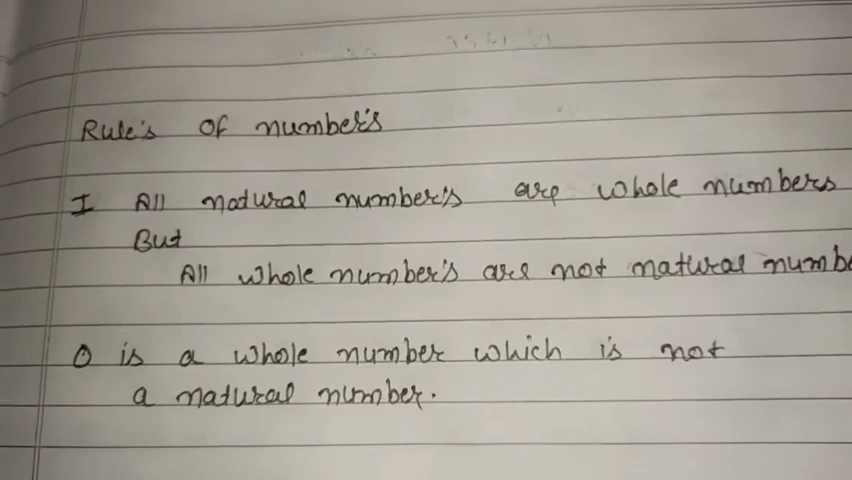 Rule's Of number's
I All natural number's are whole numbers
But
All whole number's are not natural numbe
0 is a whole number which is not
a natural number.